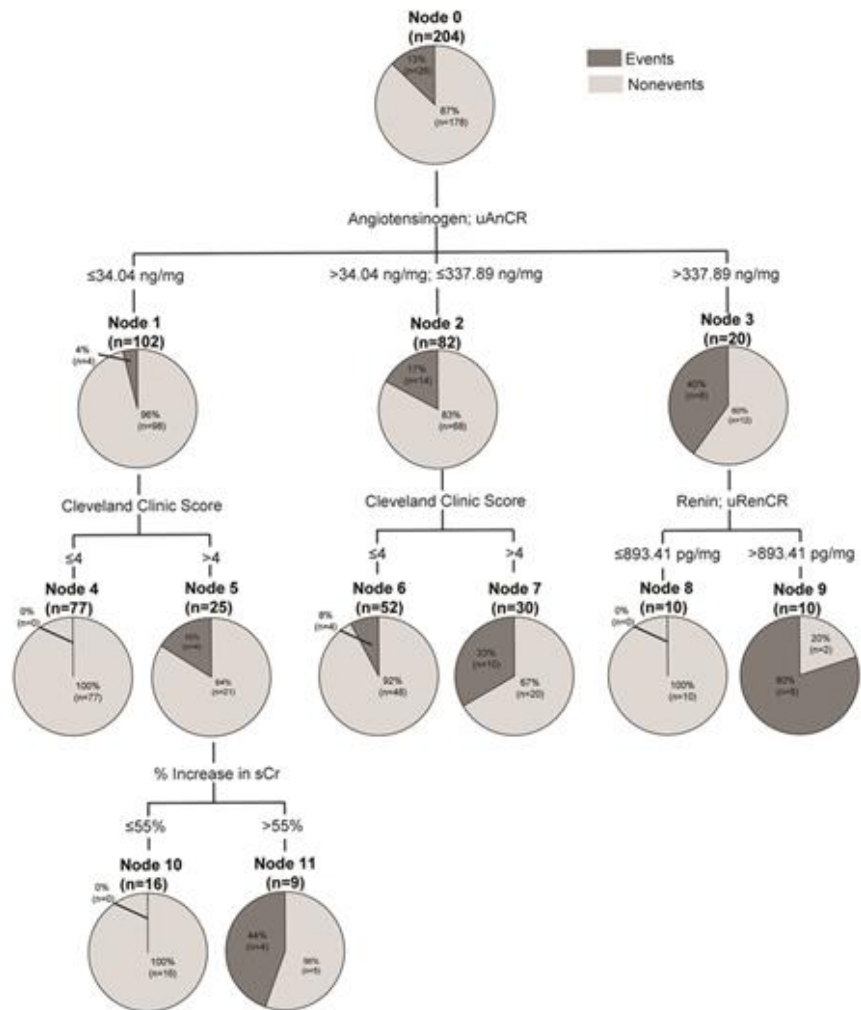 Node 0
(n=204)
13%
(n=26)
87%
(n=178)
Events
Nonevents
Angiotensinogen; uAnCR
≤34.04 ng/mg
>34.04 ng/mg; ≤337.89 ng/mg
>337.89 ng/mg
Node 1
(n=102)
4%
(n=4)
96%
(n=98)
Node 2
(n=82)
17%
(n=14)
83%
(n=68)
Node 3
(n=20)
40%
(n=8)
60%
(n=12)
Cleveland Clinic Score
Cleveland Clinic Score
Renin; uRenCR
≤4
>4
≤4
>4
≤893.41 pg/mg
>893.41 pg/mg
Node 4
(n=77)
0%
(n=0)
100%
(n=77)
Node 5
(n=25)
16%
(n=4)
84%
(n=21)
Node 6
(n=52)
8%
(n=4)
92%
(n=48)
Node 7
(n=30)
33%
(n=10)
67%
(n=20)
Node 8
(n=10)
0%
(n=0)
100%
(n=10)
Node 9
(n=10)
20%
(n=2)
80%
(n=8)
% Increase in sCr
≤55%
>55%
Node 10
(n=16)
0%
(n=0)
100%
(n=16)
Node 11
(n=9)
44%
(n=4)
56%
(n=5)